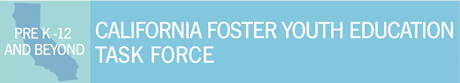 PRE K-12
AND BEYOND
CALIFORNIA FOSTER YOUTH EDUCATION
TASK FORCE